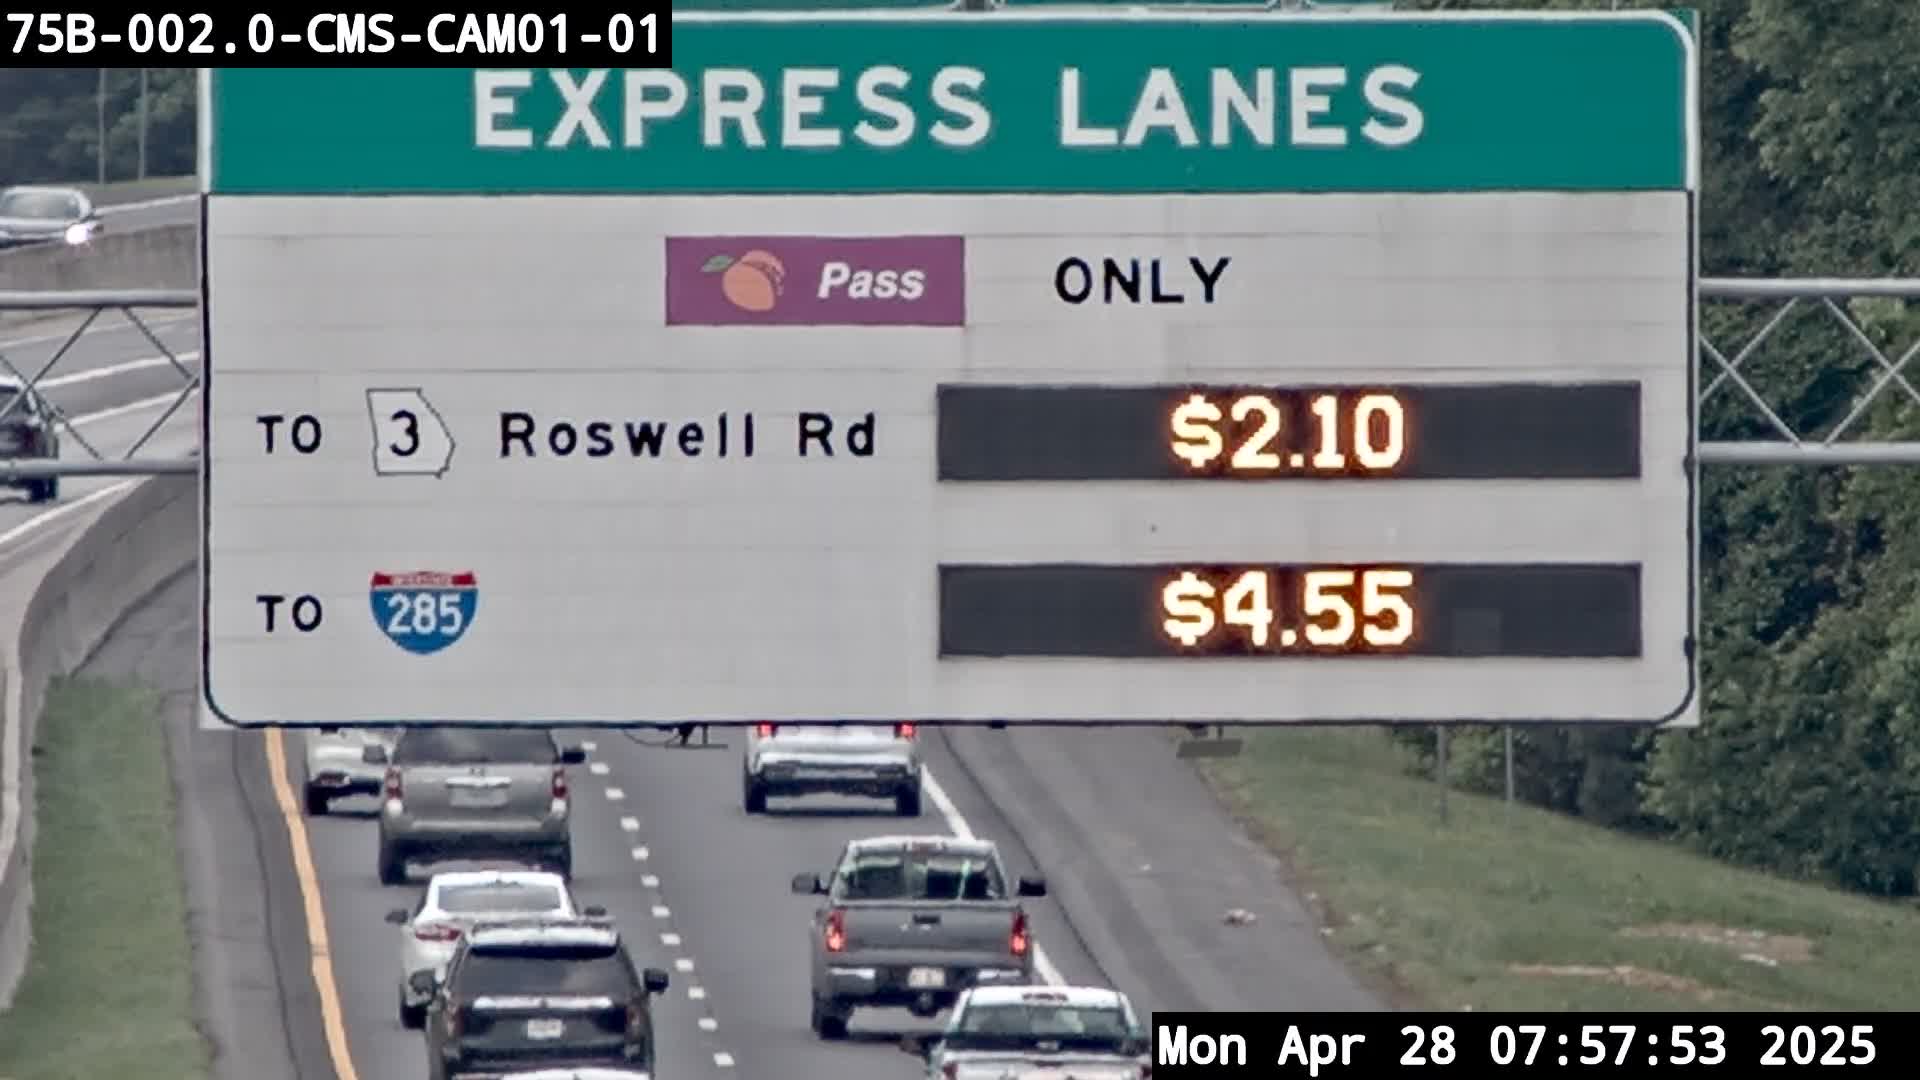 75B-002.0-CMS-CAM01-01
EXPRESS LANES
Pass ONLY
TO 3 Roswell Rd $2.10
TO 285 $4.55
Mon Apr 28 07:57:53 2025